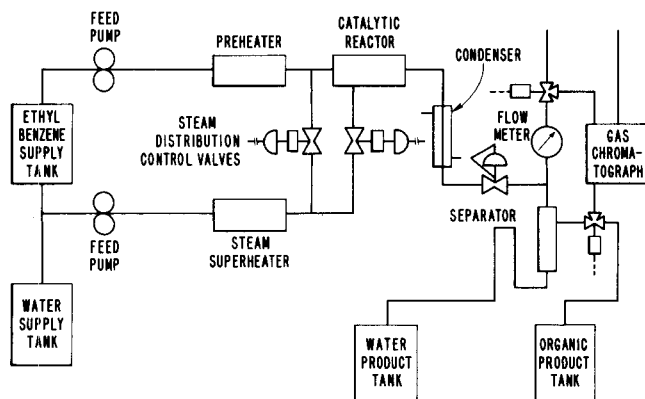 FEED
PUMP
PREHEATER
CATALYTIC
REACTOR
CONDENSER
ETHYL
BENZENE
SUPPLY
TANK
STEAM
DISTRIBUTION
CONTROL VALVES
FLOW
METER
GAS
CHROMA-
TOGRAPH
FEED
PUMP
STEAM
SUPERHEATER
SEPARATOR
WATER
SUPPLY
TANK
WATER
PRODUCT
TANK
ORGANIC
PRODUCT
TANK